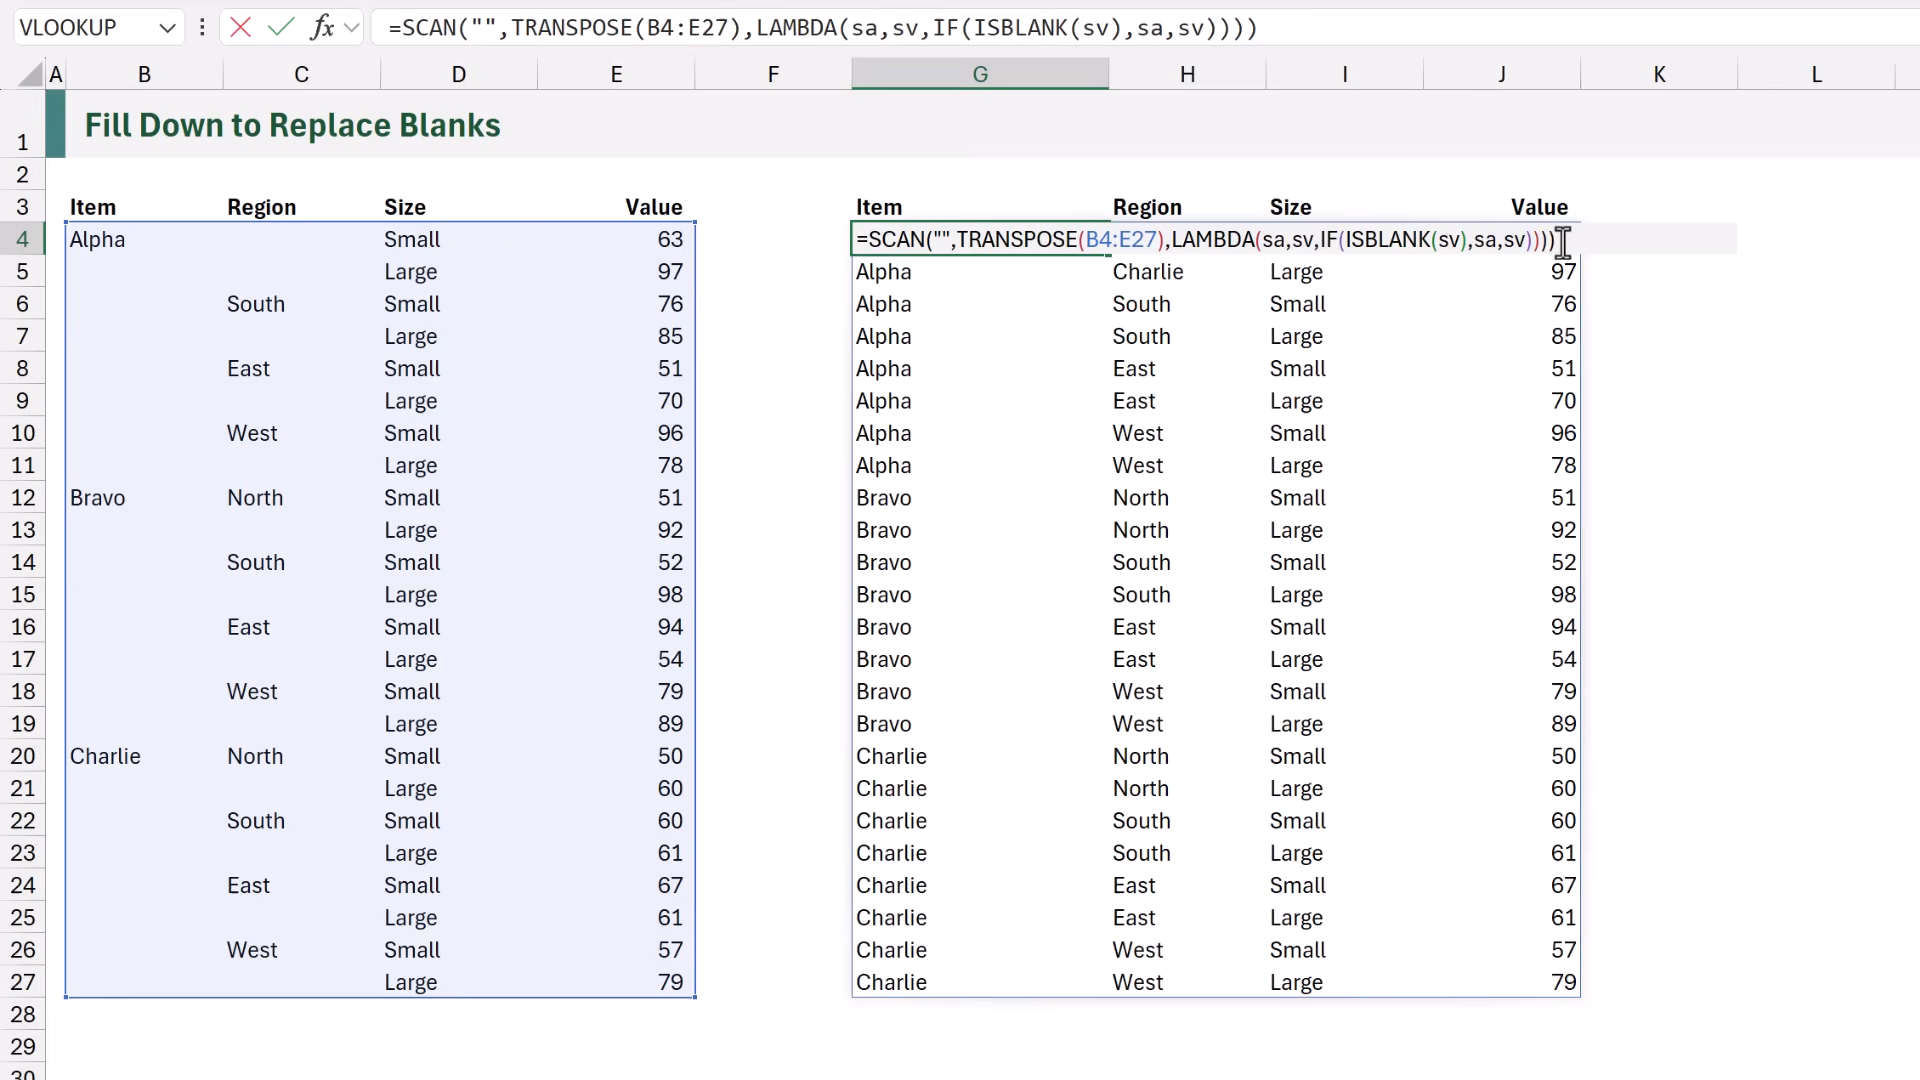 VLOOKUP fx =SCAN("",TRANSPOSE(B4:E27),LAMBDA(sa,sv,IF(ISBLANK(sv),sa,sv))))
A B C D E F G H I J K L
1 Fill Down to Replace Blanks
2
3 Item Region Size Value Item Region Size Value
4 Alpha Small 63 =SCAN("",TRANSPOSE(B4:E27),LAMBDA(sa,sv,IF(ISBLANK(sv),sa,sv))))
5 Large 97 Alpha Charlie Large 97
6 South Small 76 Alpha South Small 76
7 Large 85 Alpha South Large 85
8 East Small 51 Alpha East Small 51
9 Large 70 Alpha East Large 70
10 West Small 96 Alpha West Small 96
11 Large 78 Alpha West Large 78
12 Bravo North Small 51 Bravo North Small 51
13 Large 92 Bravo North Large 92
14 South Small 52 Bravo South Small 52
15 Large 98 Bravo South Large 98
16 East Small 94 Bravo East Small 94
17 Large 54 Bravo East Large 54
18 West Small 79 Bravo West Small 79
19 Large 89 Bravo West Large 89
20 Charlie North Small 50 Charlie North Small 50
21 Large 60 Charlie North Large 60
22 South Small 60 Charlie South Small 60
23 Large 61 Charlie South Large 61
24 East Small 67 Charlie East Small 67
25 Large 61 Charlie East Large 61
26 West Small 57 Charlie West Small 57
27 Large 79 Charlie West Large 79
28
29
30